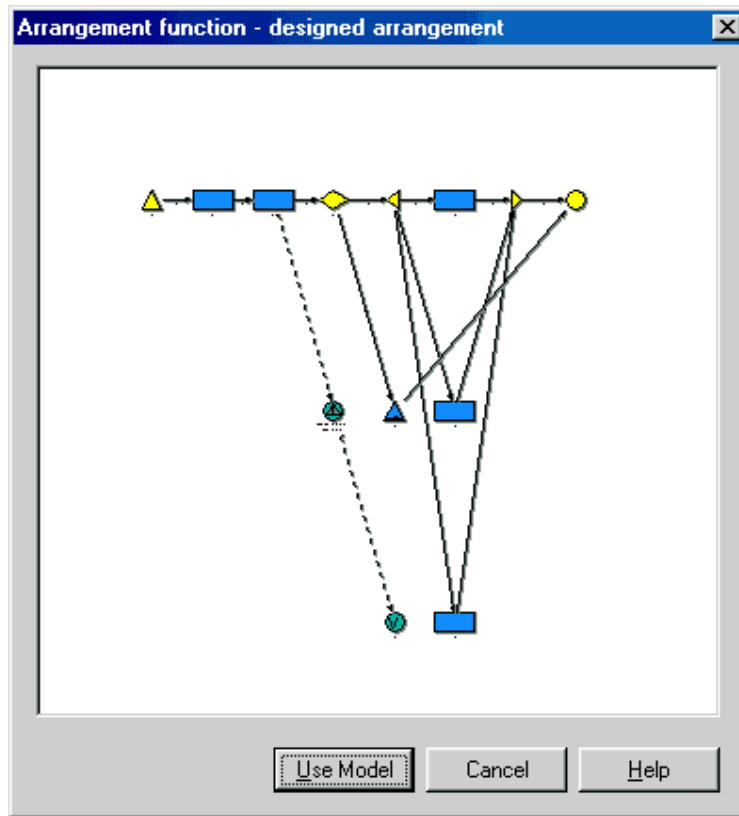 Arrangement function - designed arrangement
V
Use Model
Cancel
Help